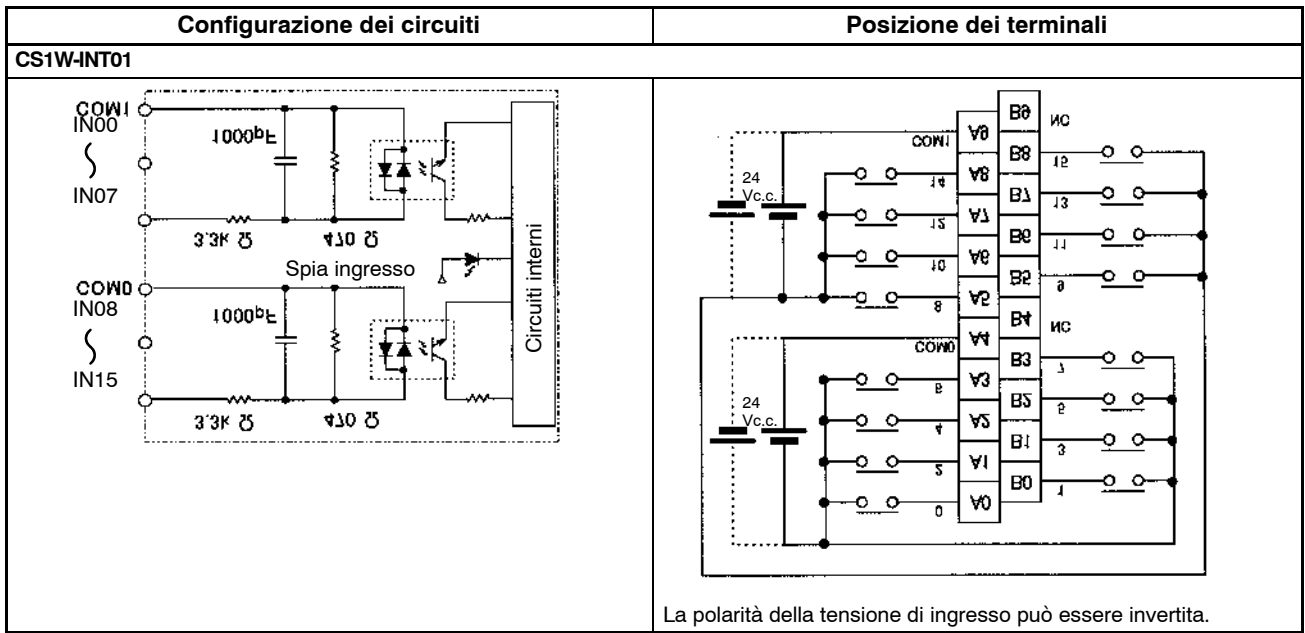 Configurazione dei circuiti
Posizione dei terminali
CS1W-INT01
COM1
IN00
1000pF
IN07
3.3k Ω
470 Ω
Spia ingresso
COM0
IN08
1000pF
IN15
3.3k Ω
470 Ω
Circuiti interni
B9
NC
A9
COM1
B8
15
A8
14
24
Vc.c.
B7
13
A7
12
B6
11
A6
10
B5
9
A5
8
B4
NC
A4
COM0
B3
7
A3
6
24
Vc.c.
B2
5
A2
4
B1
3
A1
2
B0
1
A0
0
La polarità della tensione di ingresso può essere invertita.